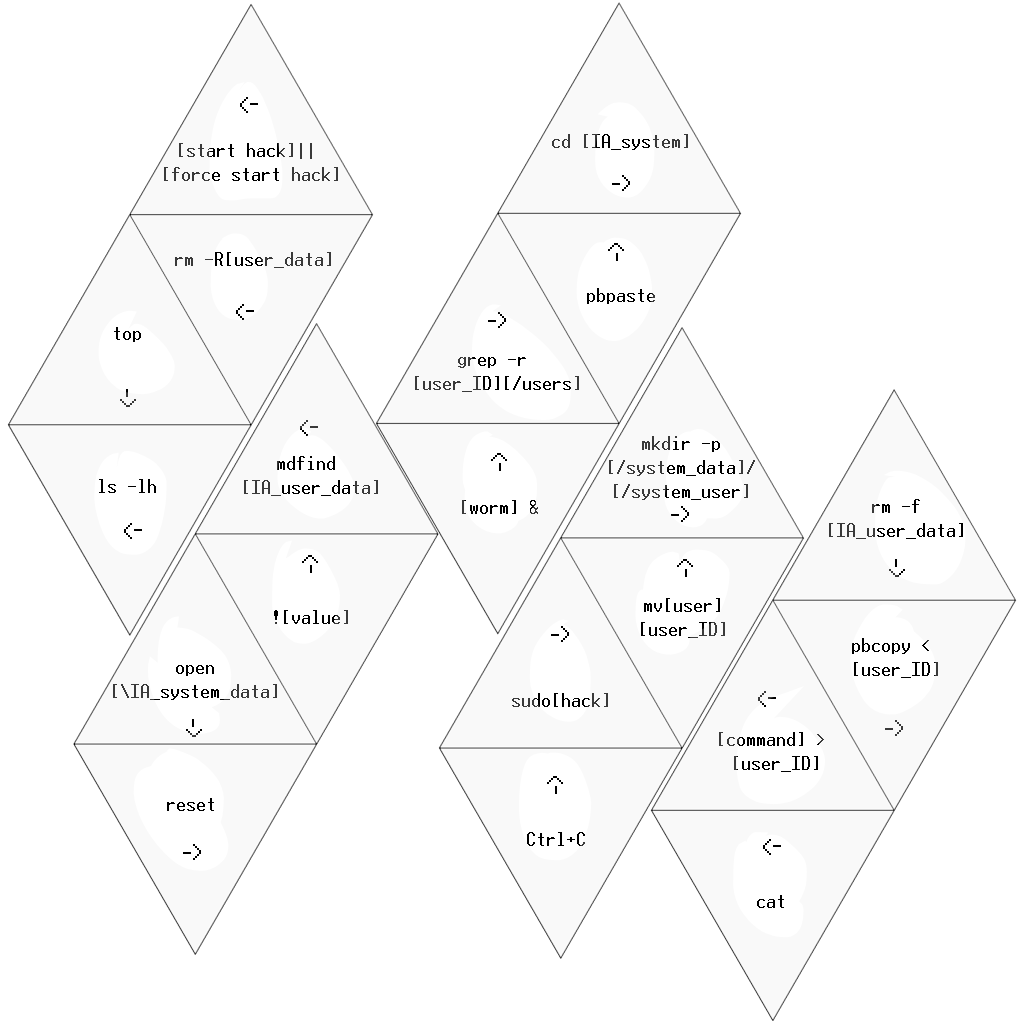 <-
[start hack]||
[force start hack]
rm -R[user_data]
<-
top
↓
ls -lh
<-
<-
mdfind
[IA_user_data]
↑
![value]
open
[\IA_system_data]
↓
reset
->
cd [IA_system]
->
↑
pbpaste
->
grep -r
[user_ID][/users]
↑
[worm] &
mkdir -p
[/system_data]/
[/system_user]
->
↑
mv[user]
[user_ID]
->
sudo[hack]
↑
Ctrl+C
rm -f
[IA_user_data]
↓
pbcopy <
[user_ID]
->
<-
[command] >
[user_ID]
<-
cat